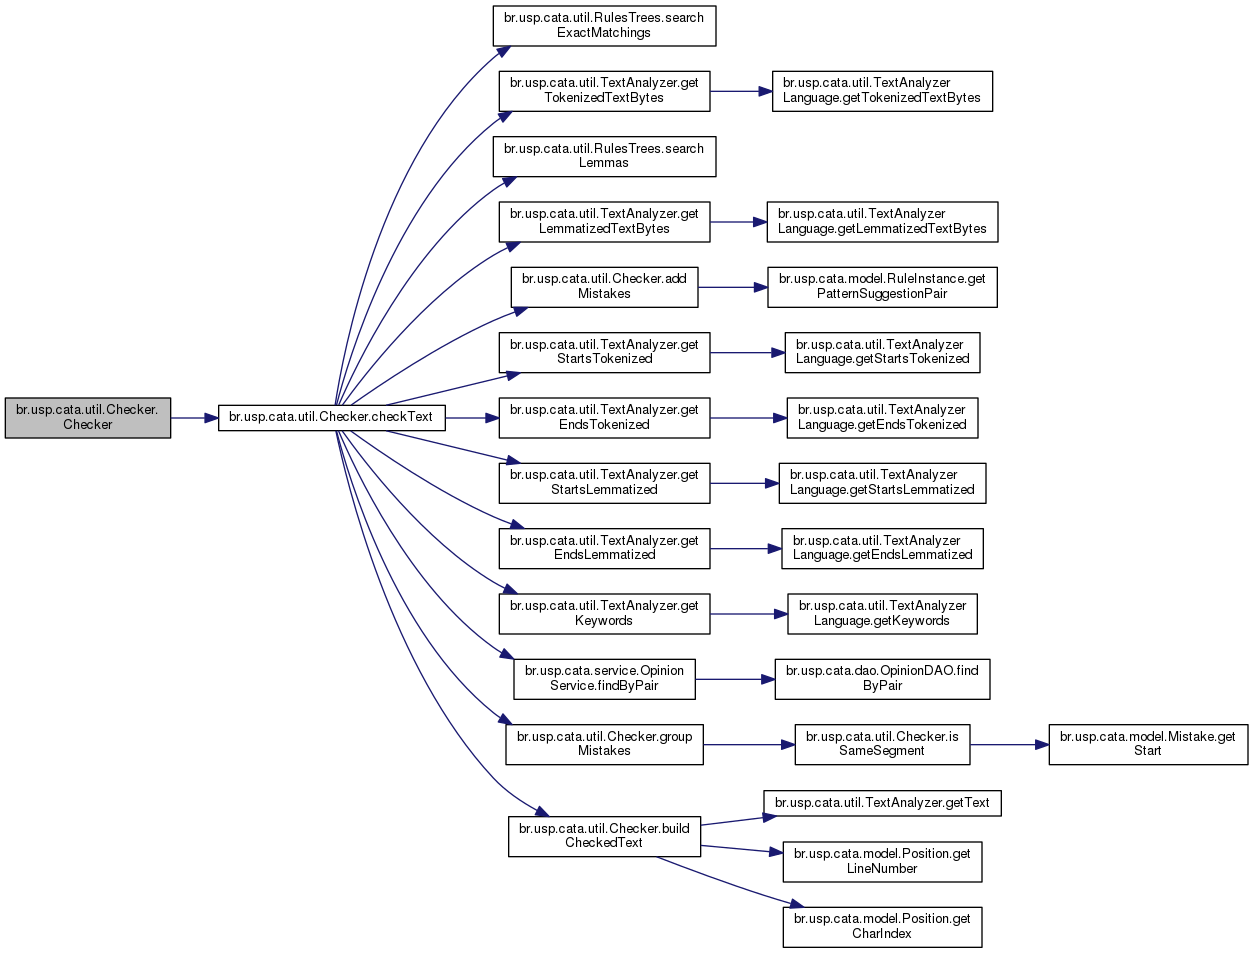 br.usp.cata.util.RulesTrees.search
ExactMatchings
br.usp.cata.util.TextAnalyzer.get
TokenizedTextBytes
br.usp.cata.util.TextAnalyzer
Language.getTokenizedTextBytes
br.usp.cata.util.RulesTrees.search
Lemmas
br.usp.cata.util.TextAnalyzer.get
LemmatizedTextBytes
br.usp.cata.util.TextAnalyzer
Language.getLemmatizedTextBytes
br.usp.cata.util.Checker.add
Mistakes
br.usp.cata.model.RuleInstance.get
PatternSuggestionPair
br.usp.cata.util.TextAnalyzer.get
StartsTokenized
br.usp.cata.util.TextAnalyzer
Language.getStartsTokenized
br.usp.cata.util.Checker.
Checker
br.usp.cata.util.Checker.checkText
br.usp.cata.util.TextAnalyzer.get
EndsTokenized
br.usp.cata.util.TextAnalyzer
Language.getEndsTokenized
br.usp.cata.util.TextAnalyzer.get
StartsLemmatized
br.usp.cata.util.TextAnalyzer
Language.getStartsLemmatized
br.usp.cata.util.TextAnalyzer.get
EndsLemmatized
br.usp.cata.util.TextAnalyzer
Language.getEndsLemmatized
br.usp.cata.util.TextAnalyzer.get
Keywords
br.usp.cata.util.TextAnalyzer
Language.getKeywords
br.usp.cata.service.Opinion
Service.findByPair
br.usp.cata.dao.OpinionDAO.find
ByPair
br.usp.cata.util.Checker.group
Mistakes
br.usp.cata.util.Checker.is
SameSegment
br.usp.cata.model.Mistake.get
Start
br.usp.cata.util.Checker.build
CheckedText
br.usp.cata.util.TextAnalyzer.getText
br.usp.cata.model.Position.get
LineNumber
br.usp.cata.model.Position.get
CharIndex